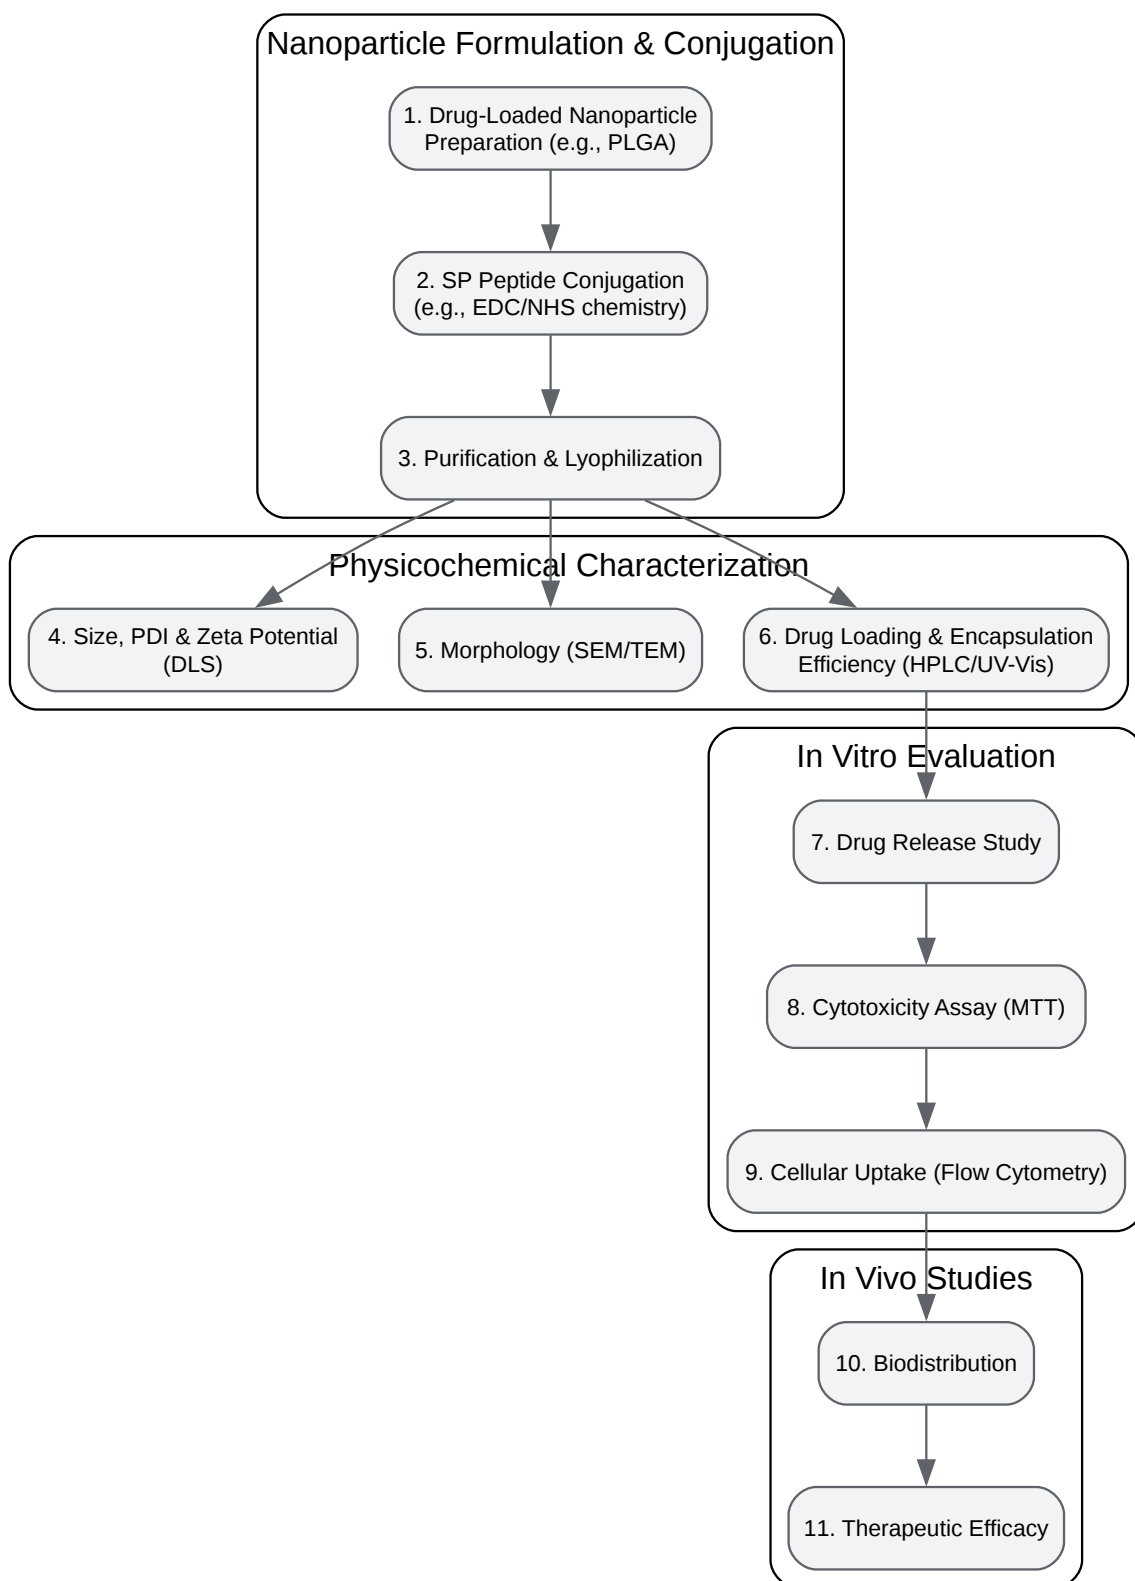 Nanoparticle Formulation & Conjugation
1. Drug-Loaded Nanoparticle
Preparation (e.g., PLGA)
2. SP Peptide Conjugation
(e.g., EDC/NHS chemistry)
3. Purification & Lyophilization
Physicochemical Characterization
4. Size, PDI & Zeta Potential
(DLS)
5. Morphology (SEM/TEM)
6. Drug Loading & Encapsulation
Efficiency (HPLC/UV-Vis)
In Vitro Evaluation
7. Drug Release Study
8. Cytotoxicity Assay (MTT)
9. Cellular Uptake (Flow Cytometry)
In Vivo Studies
10. Biodistribution
11. Therapeutic Efficacy